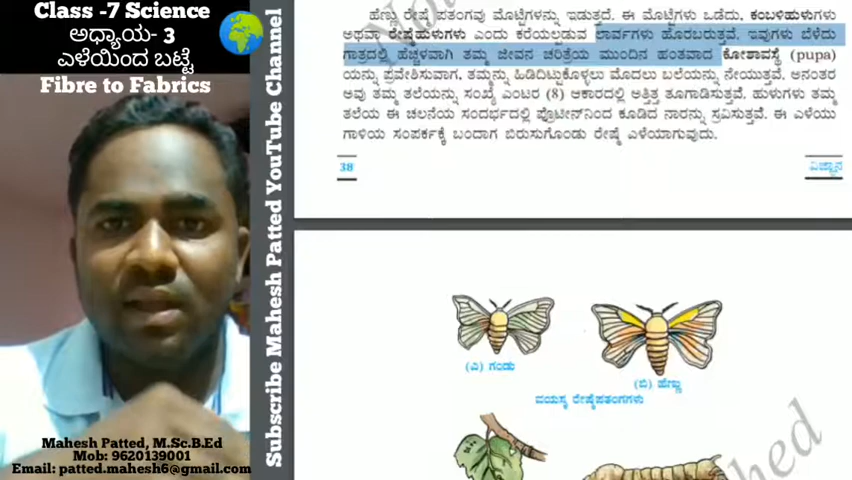 Class -7 Science
ಅಧ್ಯಾಯ- 3
ಎಳೆಯಿಂದ ಬಟ್ಟೆ
Fibre to Fabrics
Mahesh Patted, M.Sc.B.Ed
Mob: 9620139001
Email: patted.mahesh6@gmail.com
Subscribe Mahesh Patted YouTube Channel
ಹೆಣ್ಣು ರೇಷ್ಮೆ ಪತಂಗವು ಮೊಟ್ಟೆಗಳನ್ನು ಇಡುತ್ತದೆ. ಈ ಮೊಟ್ಟೆಗಳು ಒಡೆದು, ಕಂಬಳಿಹುಳುಗಳು
ಅಥವಾ ರೇಷ್ಮೆಹುಳುಗಳು ಎಂದು ಕರೆಯಲ್ಪಡುವ ಲಾರ್ವಗಳು ಹೊರಬರುತ್ತವೆ. ಇವುಗಳು ಬೆಳೆದು
ಗಾತ್ರದಲ್ಲಿ ಹೆಚ್ಚಳವಾಗಿ ತಮ್ಮ ಜೀವನ ಚರಿತ್ರೆಯ ಮುಂದಿನ ಹಂತವಾದ ಕೋಶಾವಸ್ಥೆ (pupa)
ಯನ್ನು ಪ್ರವೇಶಿಸುವಾಗ, ತಮ್ಮನ್ನು ಹಿಡಿದಿಟ್ಟುಕೊಳ್ಳಲು ಮೊದಲು ಬಲೆಯನ್ನು ನೇಯುತ್ತವೆ. ಅನಂತರ
ಅವು ತಮ್ಮ ತಲೆಯನ್ನು ಸಂಖ್ಯೆ ಎಂಟರ (8) ಆಕಾರದಲ್ಲಿ ಅತ್ತಿತ್ತ ತೂಗಾಡಿಸುತ್ತವೆ. ಹುಳುಗಳು ತಮ್ಮ
ತಲೆಯ ಈ ಚಲನೆಯ ಸಂದರ್ಭದಲ್ಲಿ ಪ್ರೊಟೀನ್‌ನಿಂದ ಕೂಡಿದ ನಾರನ್ನು ಸ್ರವಿಸುತ್ತವೆ. ಈ ಎಳೆಯು
ಗಾಳಿಯ ಸಂಪರ್ಕಕ್ಕೆ ಬಂದಾಗ ಬಿರುಸುಗೊಂಡು ರೇಷ್ಮೆ ಎಳೆಯಾಗುವುದು.
38
ವಿಜ್ಞಾನ
(ಎ) ಗಂಡು
(ಬಿ) ಹೆಣ್ಣು
ವಯಸ್ಕ ರೇಷ್ಮೆಪತಂಗಗಳು